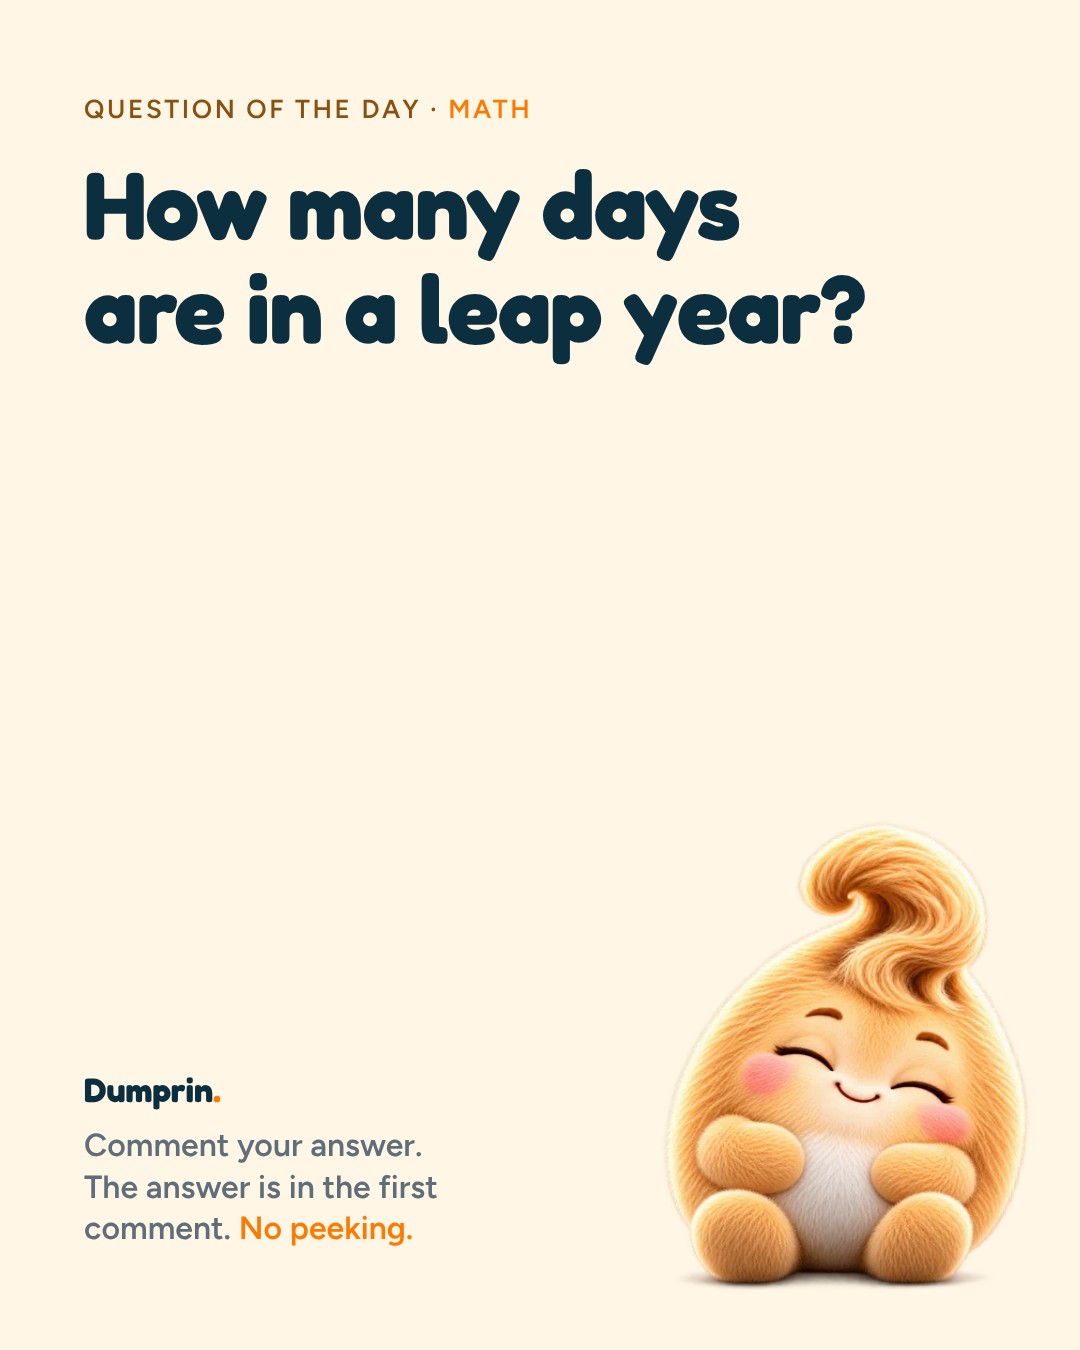 QUESTION OF THE DAY · MATH
How many days
are in a leap year?
Dumprin.
Comment your answer.
The answer is in the first
comment. No peeking.